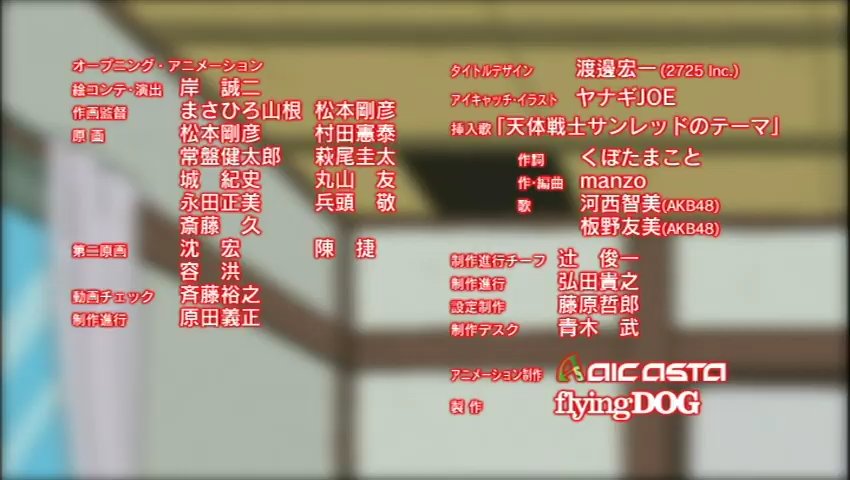 オープニング・アニメーション
絵コンテ・演出 岸 誠二
作画監督 まさひろ山根 松本剛彦
原画 松本剛彦 村田憲泰
常盤健太郎 萩尾圭太
城 紀史 丸山 友
永田正美 兵頭 敬
斎藤 久
第二原画 沈 宏 陳 捷
容 洪
動画チェック 斉藤裕之
制作進行 原田義正
タイトルデザイン 渡邊宏一(2725 Inc.)
アイキャッチ・イラスト ヤナギJOE
挿入歌「天体戦士サンレッドのテーマ」
作詞 くぼたまこと
作・編曲 manzo
歌 河西智美(AKB48)
板野友美(AKB48)
制作進行チーフ 辻 俊一
制作進行 弘田貴之
設定制作 藤原哲郎
制作デスク 青木 武
アニメーション制作 AIC ASTA
製作 flyingDOG